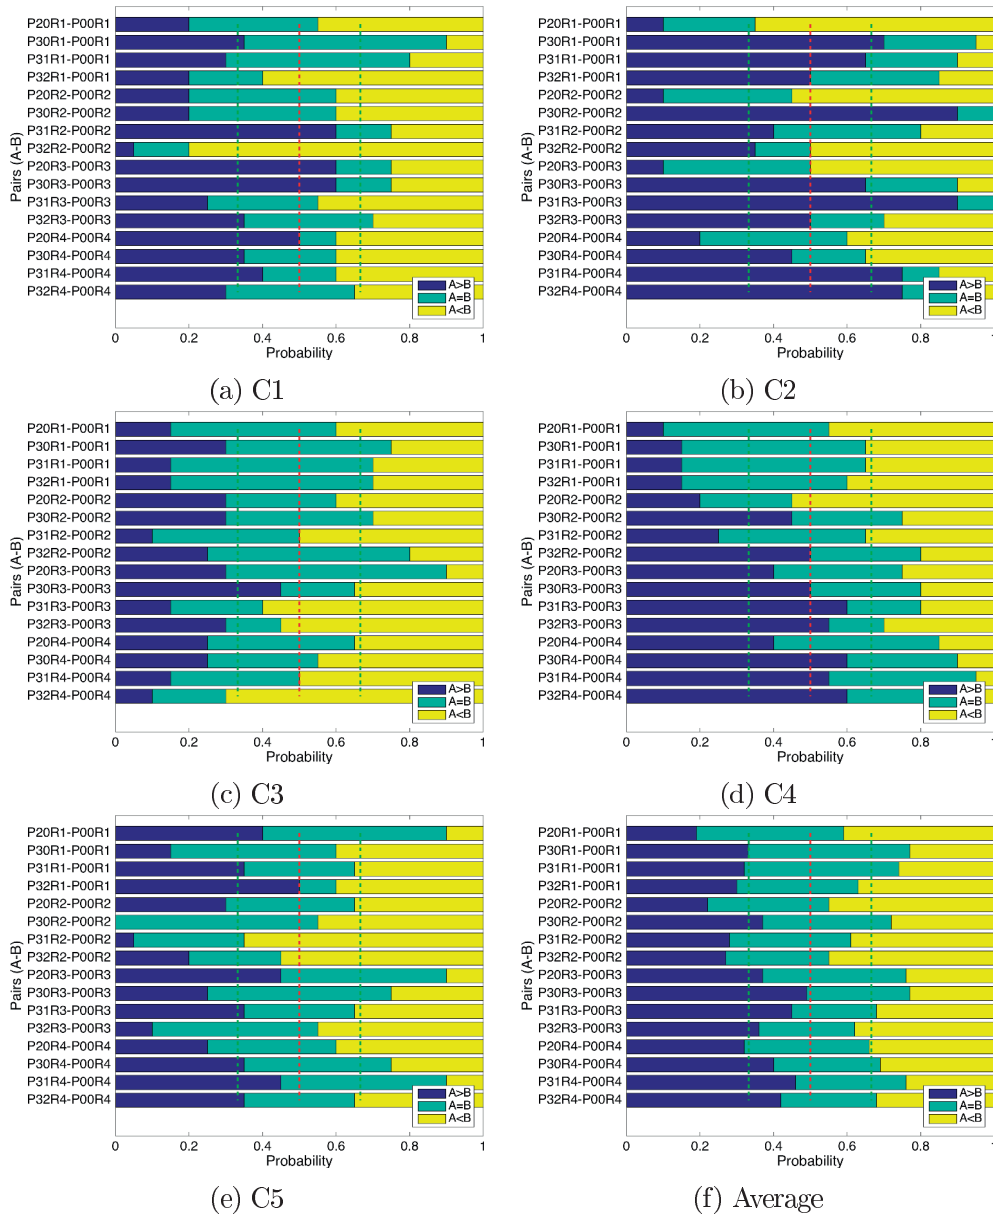 P20R1-P00R1
P30R1-P00R1
P31R1-P00R1
P32R1-P00R1
P20R2-P00R2
P30R2-P00R2
P31R2-P00R2
P32R2-P00R2
P20R3-P00R3
P30R3-P00R3
P31R3-P00R3
P32R3-P00R3
P20R4-P00R4
P30R4-P00R4
P31R4-P00R4
P32R4-P00R4
Pairs (A-B)
A>B
A=B
A<B
0 0.2 0.4 0.6 0.8 1
Probability
(a) C1
P20R1-P00R1
P30R1-P00R1
P31R1-P00R1
P32R1-P00R1
P20R2-P00R2
P30R2-P00R2
P31R2-P00R2
P32R2-P00R2
P20R3-P00R3
P30R3-P00R3
P31R3-P00R3
P32R3-P00R3
P20R4-P00R4
P30R4-P00R4
P31R4-P00R4
P32R4-P00R4
Pairs (A-B)
A>B
A=B
A<B
0 0.2 0.4 0.6 0.8 1
Probability
(b) C2
P20R1-P00R1
P30R1-P00R1
P31R1-P00R1
P32R1-P00R1
P20R2-P00R2
P30R2-P00R2
P31R2-P00R2
P32R2-P00R2
P20R3-P00R3
P30R3-P00R3
P31R3-P00R3
P32R3-P00R3
P20R4-P00R4
P30R4-P00R4
P31R4-P00R4
P32R4-P00R4
Pairs (A-B)
A>B
A=B
A<B
0 0.2 0.4 0.6 0.8 1
Probability
(c) C3
P20R1-P00R1
P30R1-P00R1
P31R1-P00R1
P32R1-P00R1
P20R2-P00R2
P30R2-P00R2
P31R2-P00R2
P32R2-P00R2
P20R3-P00R3
P30R3-P00R3
P31R3-P00R3
P32R3-P00R3
P20R4-P00R4
P30R4-P00R4
P31R4-P00R4
P32R4-P00R4
Pairs (A-B)
A>B
A=B
A<B
0 0.2 0.4 0.6 0.8 1
Probability
(d) C4
P20R1-P00R1
P30R1-P00R1
P31R1-P00R1
P32R1-P00R1
P20R2-P00R2
P30R2-P00R2
P31R2-P00R2
P32R2-P00R2
P20R3-P00R3
P30R3-P00R3
P31R3-P00R3
P32R3-P00R3
P20R4-P00R4
P30R4-P00R4
P31R4-P00R4
P32R4-P00R4
Pairs (A-B)
A>B
A=B
A<B
0 0.2 0.4 0.6 0.8 1
Probability
(e) C5
P20R1-P00R1
P30R1-P00R1
P31R1-P00R1
P32R1-P00R1
P20R2-P00R2
P30R2-P00R2
P31R2-P00R2
P32R2-P00R2
P20R3-P00R3
P30R3-P00R3
P31R3-P00R3
P32R3-P00R3
P20R4-P00R4
P30R4-P00R4
P31R4-P00R4
P32R4-P00R4
Pairs (A-B)
A>B
A=B
A<B
0 0.2 0.4 0.6 0.8 1
Probability
(f) Average